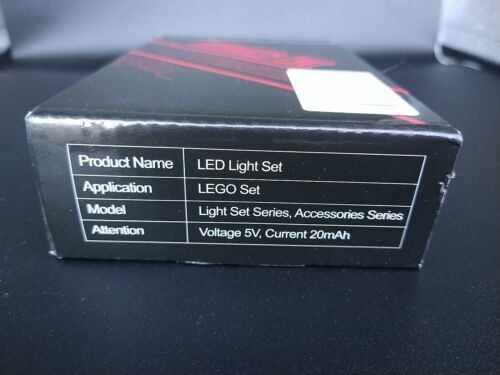 Product Name LED Light Set
Application LEGO Set
Model Light Set Series, Accessories Series
Attention Voltage 5V, Current 20mAh